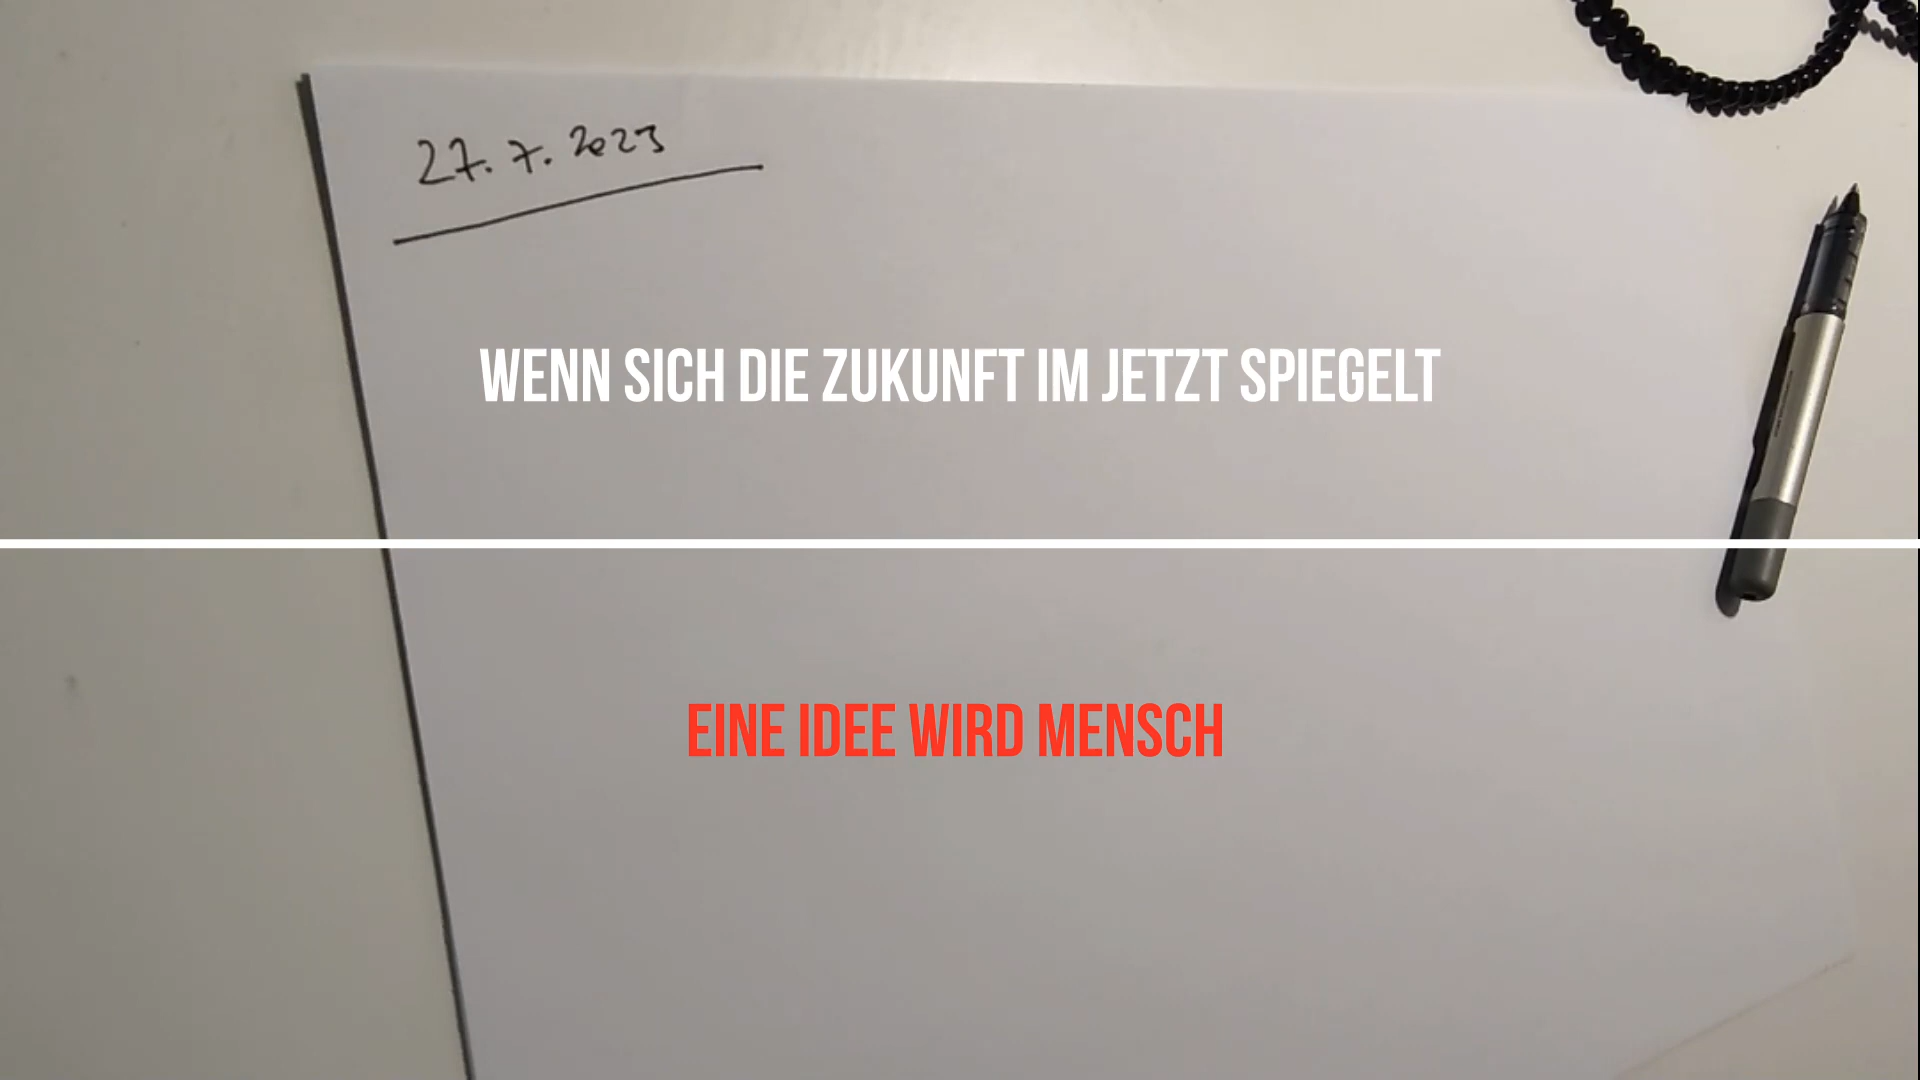 27. 7. 2023
WENN SICH DIE ZUKUNFT IM JETZT SPIEGELT
EINE IDEE WIRD MENSCH